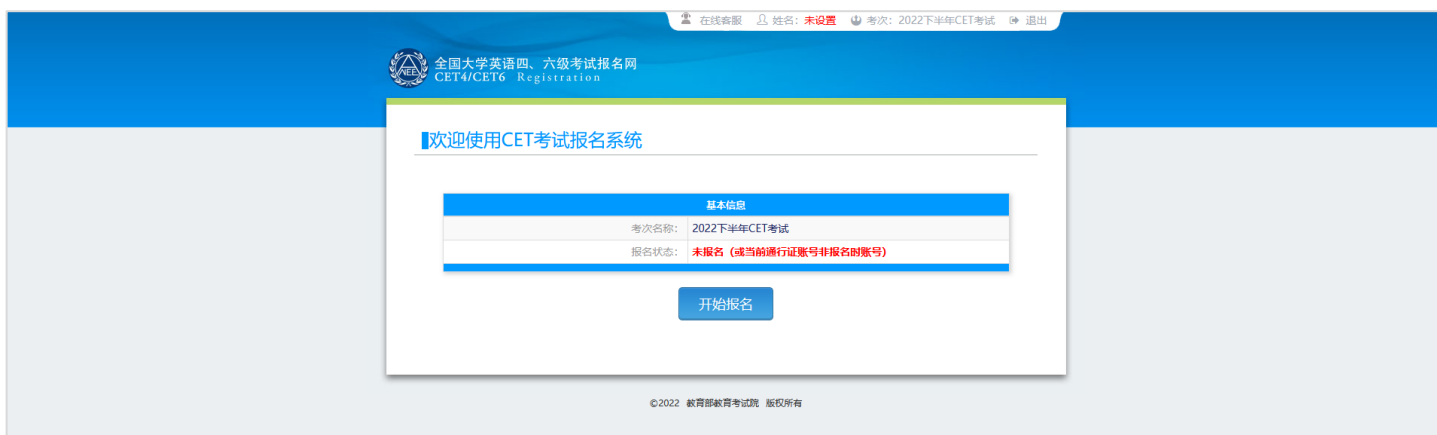 在线客服 姓名：未设置 考次：2022下半年CET考试 退出
NEE
全国大学英语四、六级考试报名网
CET4/CET6 Registration
欢迎使用CET考试报名系统
基本信息
考次名称： 2022下半年CET考试
报名状态： 未报名（或当前通行证账号非报名时账号）
开始报名
©2022 教育部教育考试院 版权所有